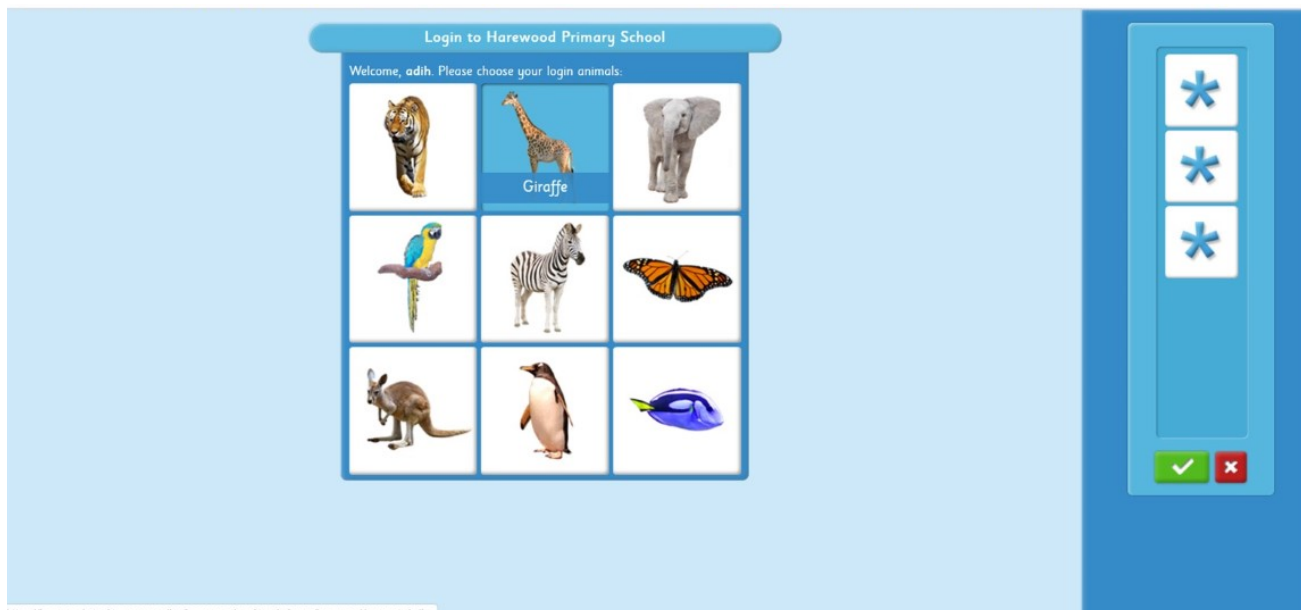 Login to Harewood Primary School
Welcome, adih. Please choose your login animals:
Giraffe
*
*
*